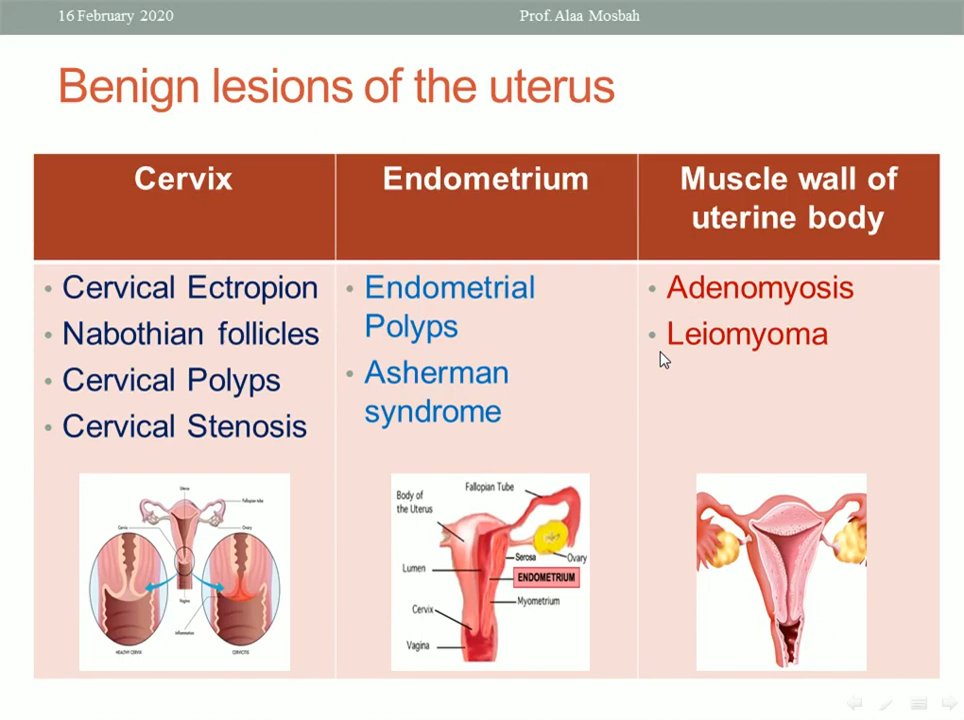 16 February 2020
Prof. Alaa Mosbah
Benign lesions of the uterus
Cervix
Endometrium
Muscle wall of
uterine body
• Cervical Ectropion
• Nabothian follicles
• Cervical Polyps
• Cervical Stenosis
• Endometrial
Polyps
• Asherman
syndrome
• Adenomyosis
• Leiomyoma
Uterus
Fallopian tube
Cervix
Ovary
Vagina
Inflammation
HEALTHY CERVIX
CERVICITIS
Fallopian Tube
Body of
the Uterus
Serosa
Ovary
Lumen
ENDOMETRIUM
Myometrium
Cervix
Vagina